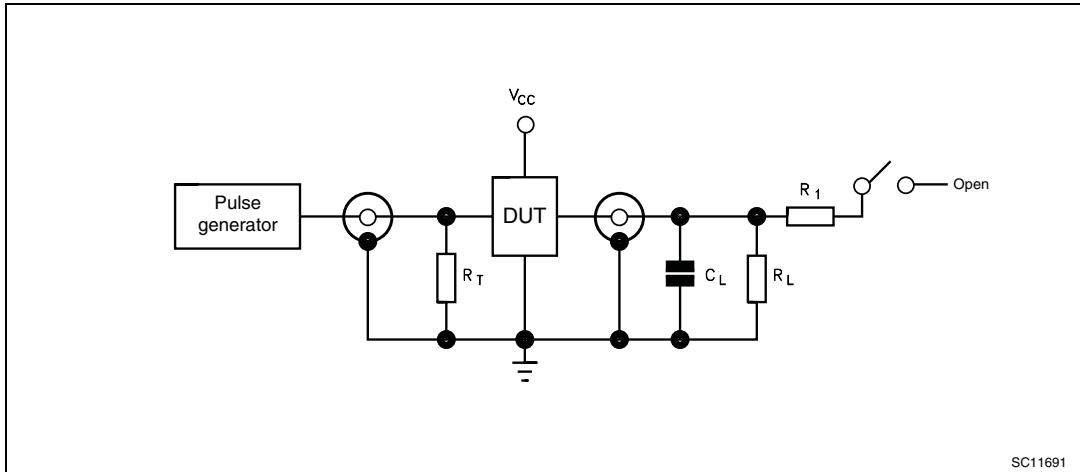 VCC
Pulse
generator
DUT
RT
CL
RL
R1
Open
SC11691